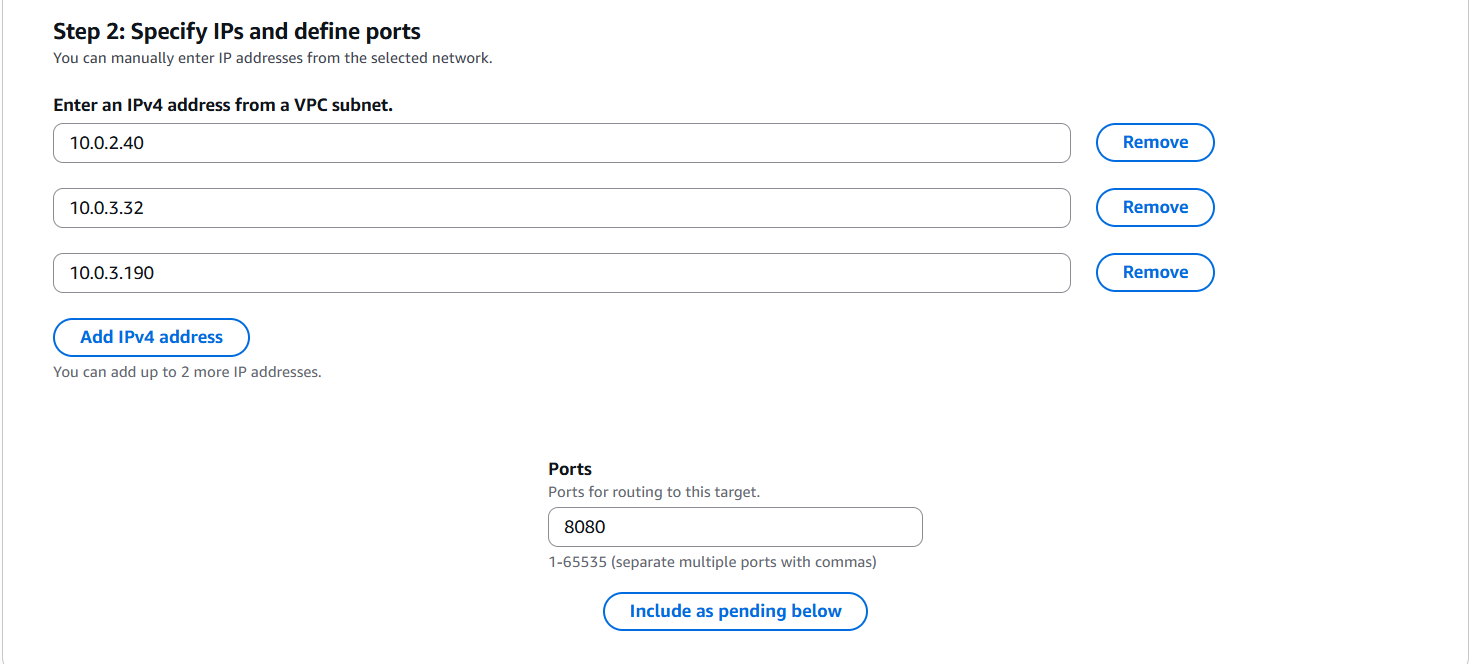 Step 2: Specify IPs and define ports
You can manually enter IP addresses from the selected network.
Enter an IPv4 address from a VPC subnet.
10.0.2.40
Remove
10.0.3.32
Remove
10.0.3.190
Remove
Add IPv4 address
You can add up to 2 more IP addresses.
Ports
Ports for routing to this target.
8080
1-65535 (separate multiple ports with commas)
Include as pending below